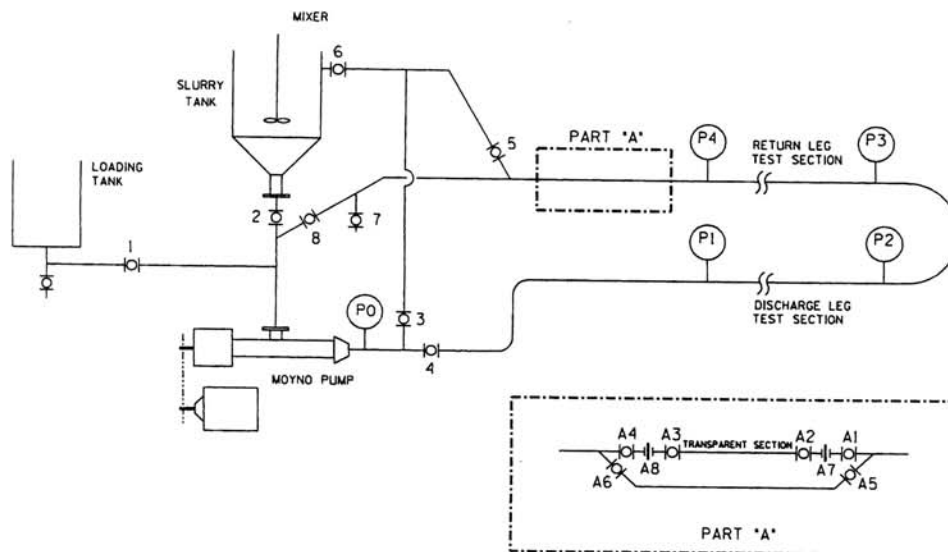 MIXER
6
SLURRY
TANK
5
PART "A"
P4
RETURN LEG
TEST SECTION
P3
LOADING
TANK
2
8
7
1
P1
P2
DISCHARGE LEG
TEST SECTION
P0
3
4
MOYNO PUMP
A4 A3 TRANSPARENT SECTION A2 A1
A8 A7
A6 A5
PART "A"